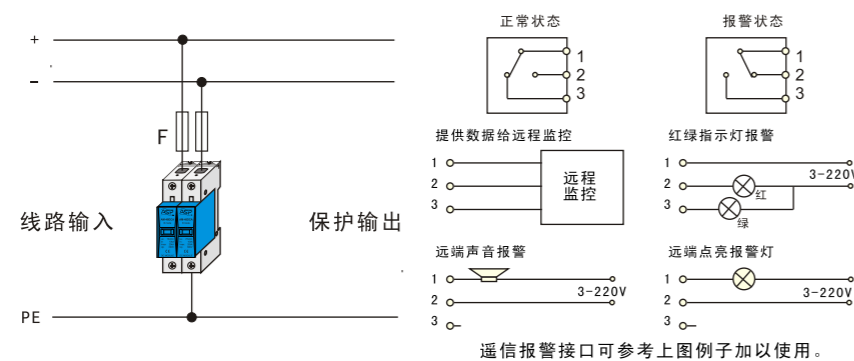 +
−
F
线路输入
保护输出
PE
正常状态
1
2
3
报警状态
1
2
3
提供数据给远程监控
1
2
3
远程
监控
红绿指示灯报警
1
2
3
红
绿
3-220V
远端声音报警
1
2
3
3-220V
远端点亮报警灯
1
2
3
3-220V
遥信报警接口可参考上图例子加以使用。